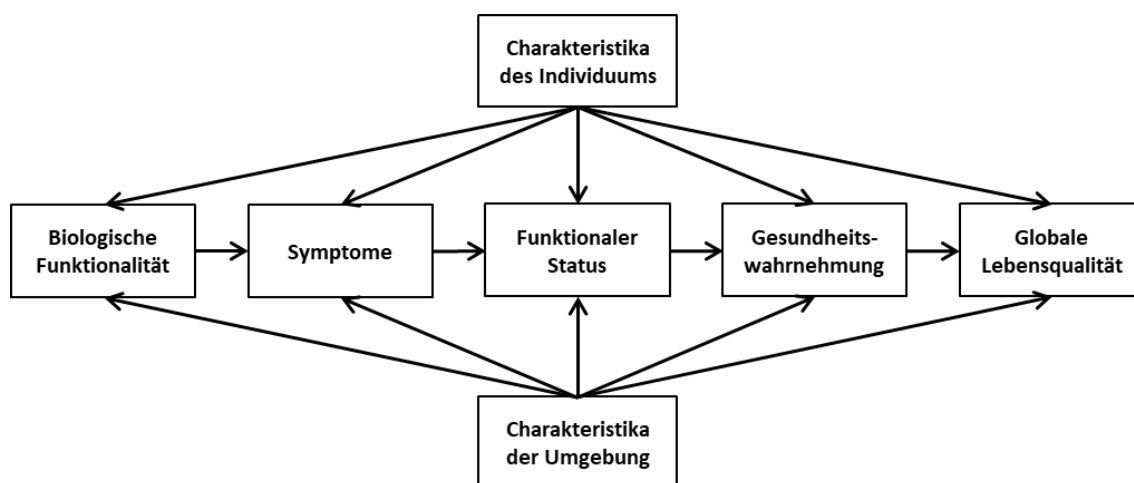 Charakteristika
des Individuums
Biologische
Funktionalität
Symptome
Funktionaler
Status
Gesundheits-
wahrnehmung
Globale
Lebensqualität
Charakteristika
der Umgebung